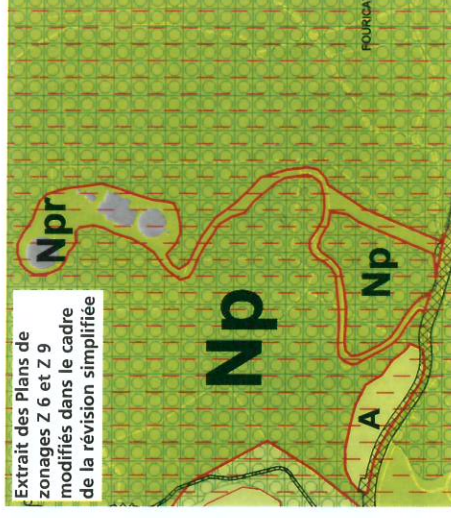 Extrait des Plans de
zonages Z 6 et Z 9
modifiés dans le cadre
de la révision simplifiée
Npr
FOURICA
Np
Np
A